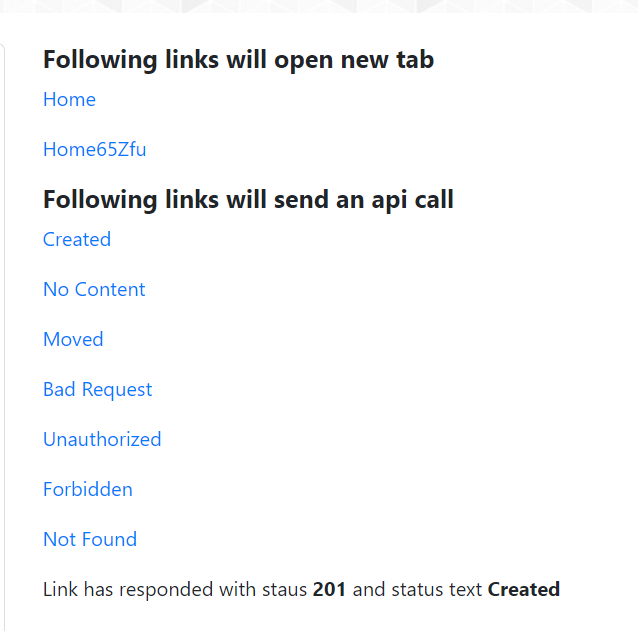 Following links will open new tab
Home
Home65Zfu
Following links will send an api call
Created
No Content
Moved
Bad Request
Unauthorized
Forbidden
Not Found
Link has responded with staus 201 and status text Created